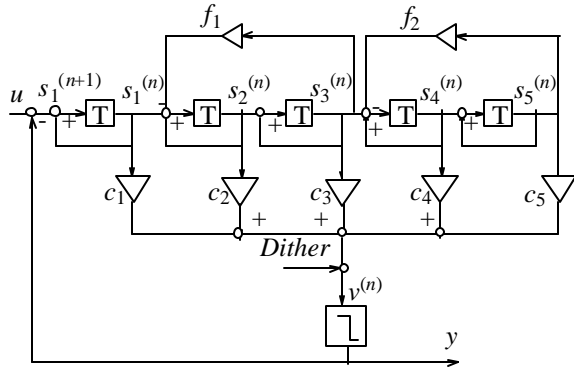 f₁ f₂
u s₁⁽ⁿ⁺¹⁾ s₁⁽ⁿ⁾ s₂⁽ⁿ⁾ s₃⁽ⁿ⁾ s₄⁽ⁿ⁾ s₅⁽ⁿ⁾
- + T - + T + T - + T + T
c₁ c₂ c₃ c₄ c₅
+ + +
Dither
v⁽ⁿ⁾
y